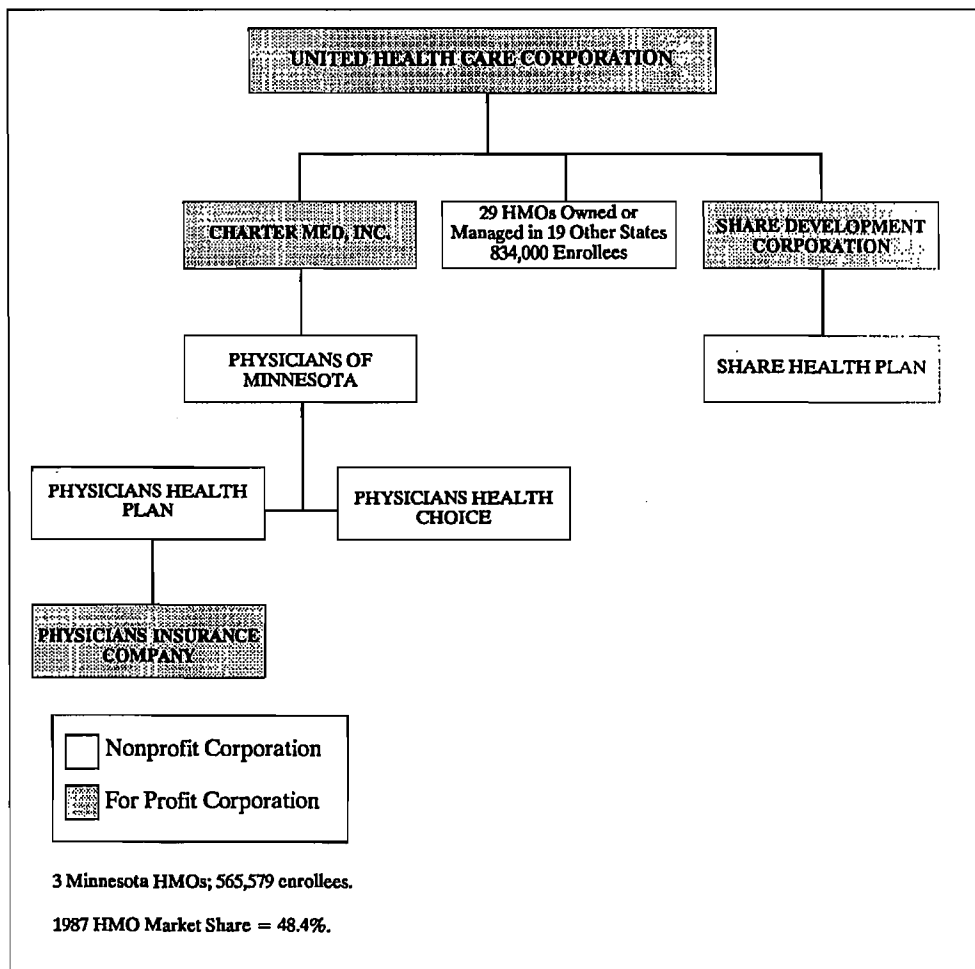 UNITED HEALTH CARE CORPORATION
CHARTER MED, INC.
29 HMOs Owned or
Managed in 19 Other States
834,000 Enrollees
SHARE DEVELOPMENT
CORPORATION
PHYSICIANS OF
MINNESOTA
SHARE HEALTH PLAN
PHYSICIANS HEALTH
PLAN
PHYSICIANS HEALTH
CHOICE
PHYSICIANS INSURANCE
COMPANY
Nonprofit Corporation
For Profit Corporation
3 Minnesota HMOs; 565,579 enrollees.
1987 HMO Market Share = 48.4%.